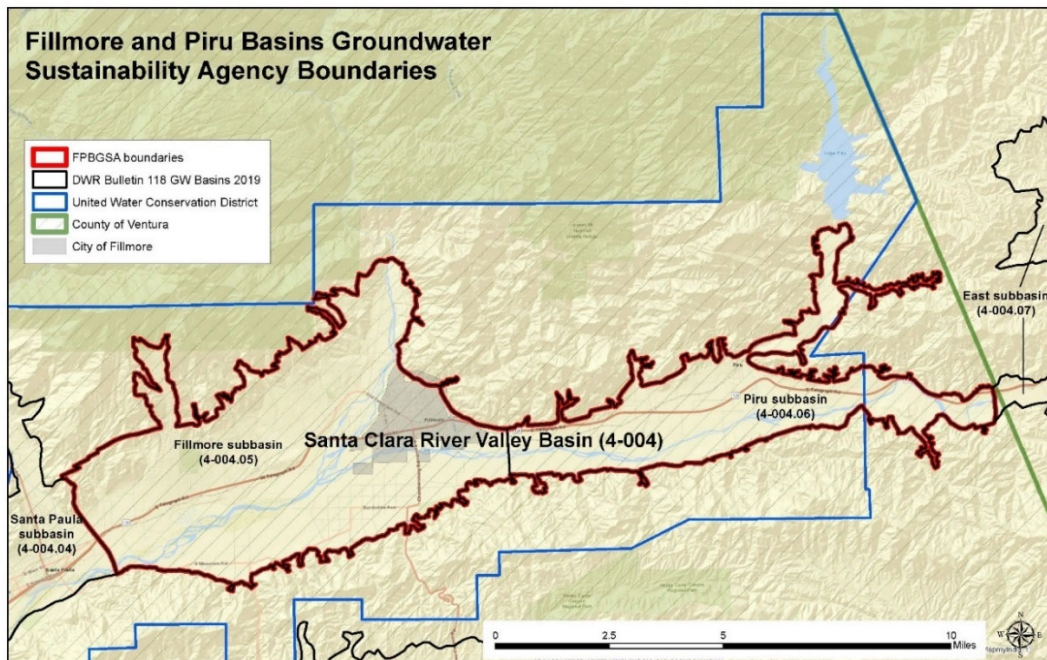 Fillmore and Piru Basins Groundwater
Sustainability Agency Boundaries
FPBGSA boundaries
DWR Bulletin 118 GW Basins 2019
United Water Conservation District
County of Ventura
City of Fillmore
East subbasin
(4-004.07)
Piru subbasin
(4-004.06)
Santa Clara River Valley Basin (4-004)
Fillmore subbasin
(4-004.05)
Santa Paula
subbasin
(4-004.04)
0 2.5 5 10
Miles
N
W E
S